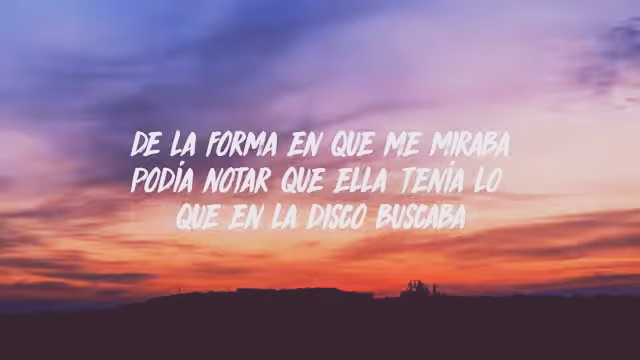 DE LA FORMA EN QUE ME MIRABA
PODÍA NOTAR QUE ELLA TENÍA LO
QUE EN LA DISCO BUSCABA